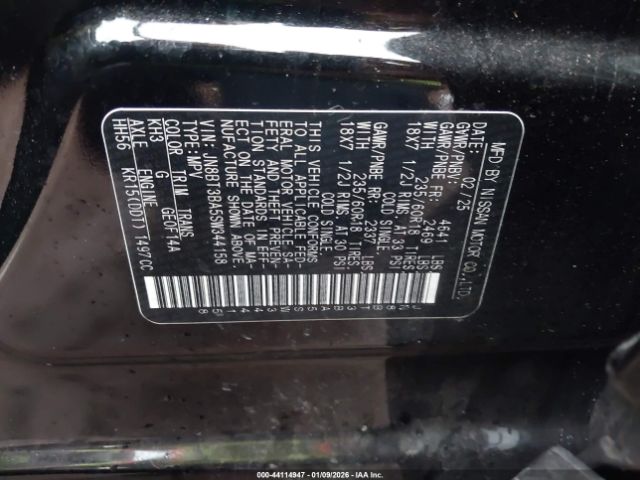 MFD BY NISSAN MOTOR CO.,LTD.
DATE: 02.25
GVWR/PNBV: 4641 LBS
GAWR/PNBE FR: 2469 LBS
WITH 235/60R18 TIRES
18X7 1/2J RIMS AT 33 PSI
COLD SINGLE
GAWR/PNBE RR: 2337 LBS
WITH 235/60R18 TIRES
18X7 1/2J RIMS AT 30 PSI
COLD SINGLE
THIS VEHICLE CONFORMS
TO ALL APPLICABLE FED-
ERAL MOTOR VEHICLE SA-
FETY AND THEFT PREVEN-
TION STANDARDS IN EFF-
ECT ON THE DATE OF MA-
NUFACTURE SHOWN ABOVE.
VIN: JN8BT3BA5SW344158
TYPE:MPV
COLOR TRIM TRANS
KH3 G GE0F14A
AXLE ENGINE
HH56 KR15(DDT) 1497CC
JN8BT3BA5SW344158
000-44114947 - 01/09/2026 - IAA Inc.